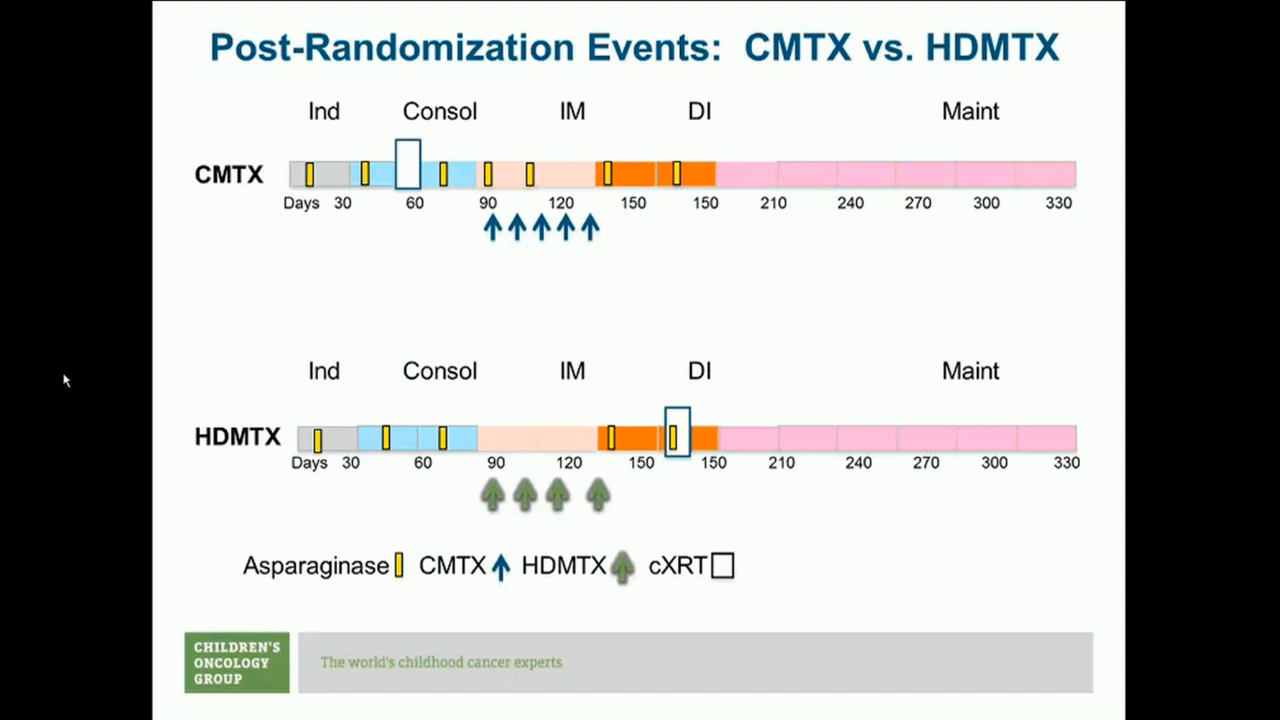 Post-Randomization Events: CMTX vs. HDMTX
Ind Consol IM DI Maint
CMTX
Days 30 60 90 120 150 150 210 240 270 300 330
Ind Consol IM DI Maint
HDMTX
Days 30 60 90 120 150 150 210 240 270 300 330
Asparaginase CMTX HDMTX cXRT
CHILDREN'S
ONCOLOGY
GROUP
The world's childhood cancer experts